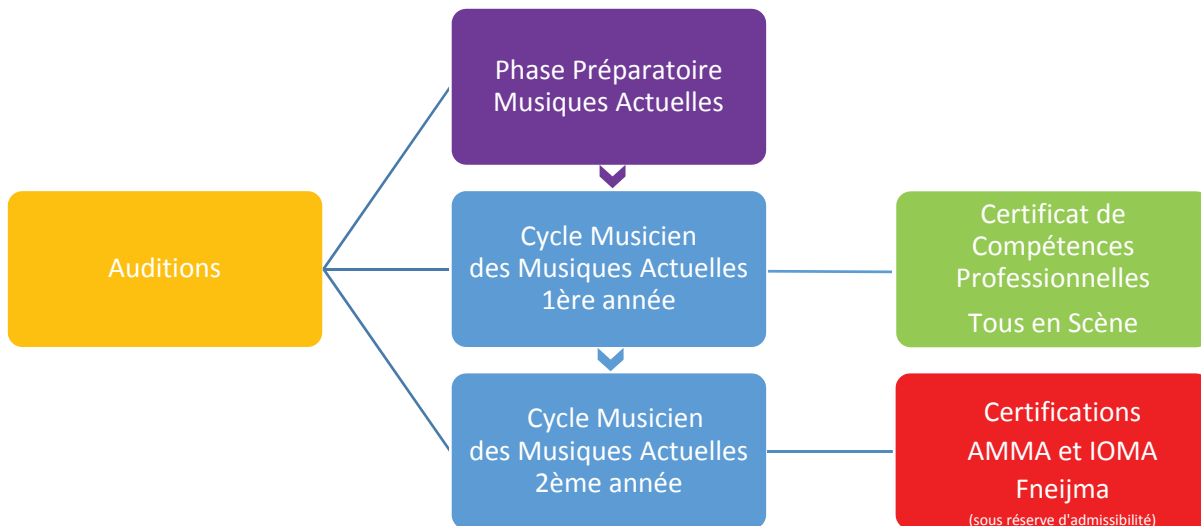 Phase Préparatoire
Musiques Actuelles
Auditions
Cycle Musicien
des Musiques Actuelles
1ère année
Certificat de
Compétences
Professionnelles
Tous en Scène
Cycle Musicien
des Musiques Actuelles
2ème année
Certifications
AMMA et IOMA
Fneijma
(sous réserve d'admissibilité)